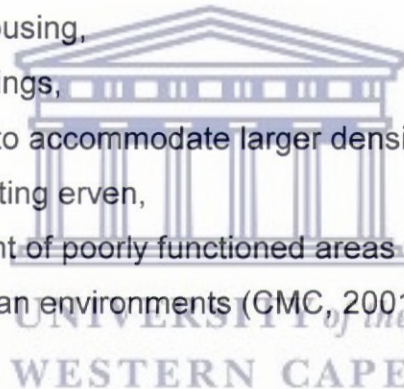 ousing,
ings,
to accommodate larger densi
ting erven,
nt of poorly functioned areas
an environments (CMC, 2001
UNIVERSITY of the
WESTERN CAPE